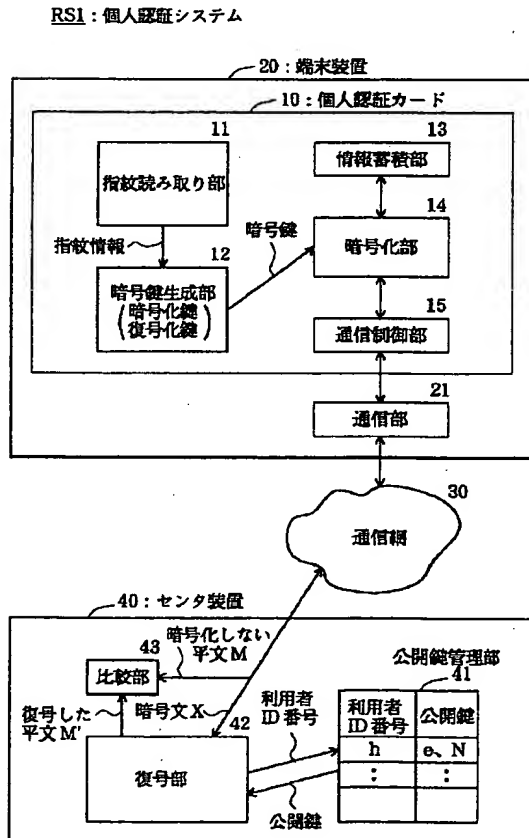 RS1：個人認証システム
20：端末装置
10：個人認証カード
11
13
指紋読み取り部
情報蓄積部
14
指紋情報
暗号鍵
12
暗号化部
暗号鍵生成部
(暗号化鍵
復号化鍵)
15
通信制御部
21
通信部
30
通信網
40：センタ装置
暗号化しない
平文M
43
比較部
公開鍵管理部
41
復号した
平文M'
暗号文X
42
利用者
ID番号
利用者
ID番号
公開鍵
h
e、N
：
：
復号部
公開鍵